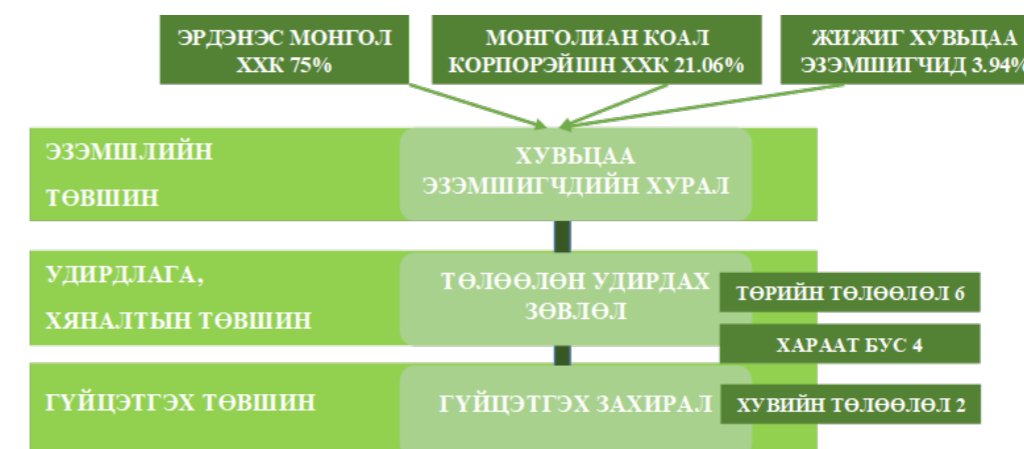 ЭРДЭНЭС МОНГОЛ
ХХК 75%
МОНГОЛИАН КОАЛ
КОРПОРЭЙШН ХХК 21.06%
ЖИЖИГ ХУВЬЦАА
ЭЗЭМШИГЧИД 3.94%
ЭЗЭМШЛИЙН
ТӨВШИН
ХУВЬЦАА
ЭЗЭМШИГЧДИЙН ХУРАЛ
УДИРДЛАГА,
ХЯНАЛТЫН ТӨВШИН
ТӨЛӨӨЛӨН УДИРДАХ
ЗӨВЛӨЛ
ТӨРИЙН ТӨЛӨӨЛӨЛ 6
ХАРААТ БУС 4
ХУВИЙН ТӨЛӨӨЛӨЛ 2
ГҮЙЦЭТГЭХ ТӨВШИН
ГҮЙЦЭТГЭХ ЗАХИРАЛ